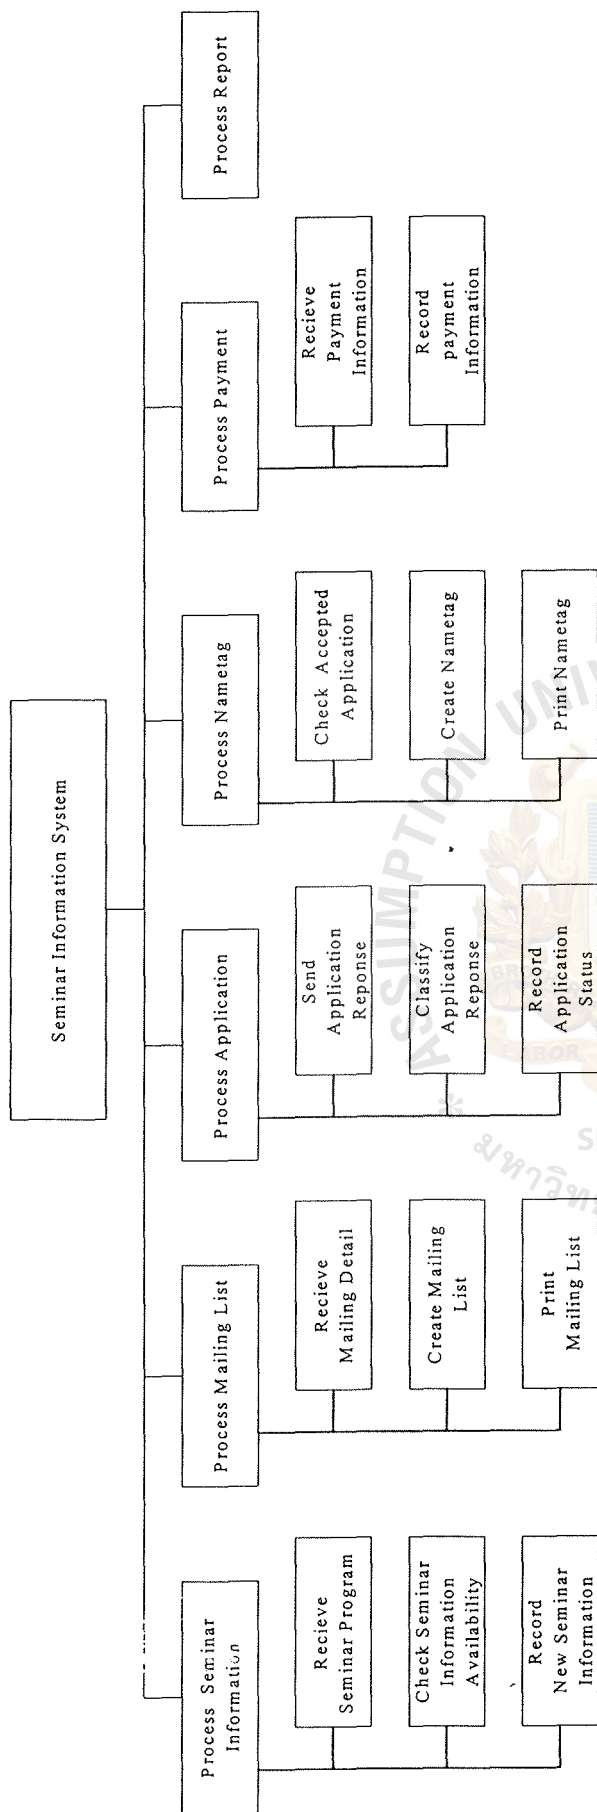 Seminar Information System
Process Seminar
Information
Recieve
Seminar Program
Check Seminar
Information
Availability
Record
New Seminar
Information
Process Mailing List
Recieve
Mailing Detail
Create Mailing
List
Print
Mailing List
Process Application
Send
Application
Reponse
Classify
Application
Reponse
Record
Application
Status
Process Nametag
Check Accepted
Application
Create Nametag
Print Nametag
Process Payment
Recieve
Payment
Information
Record
payment
Information
Process Report
ASSUMPTION
LABOR